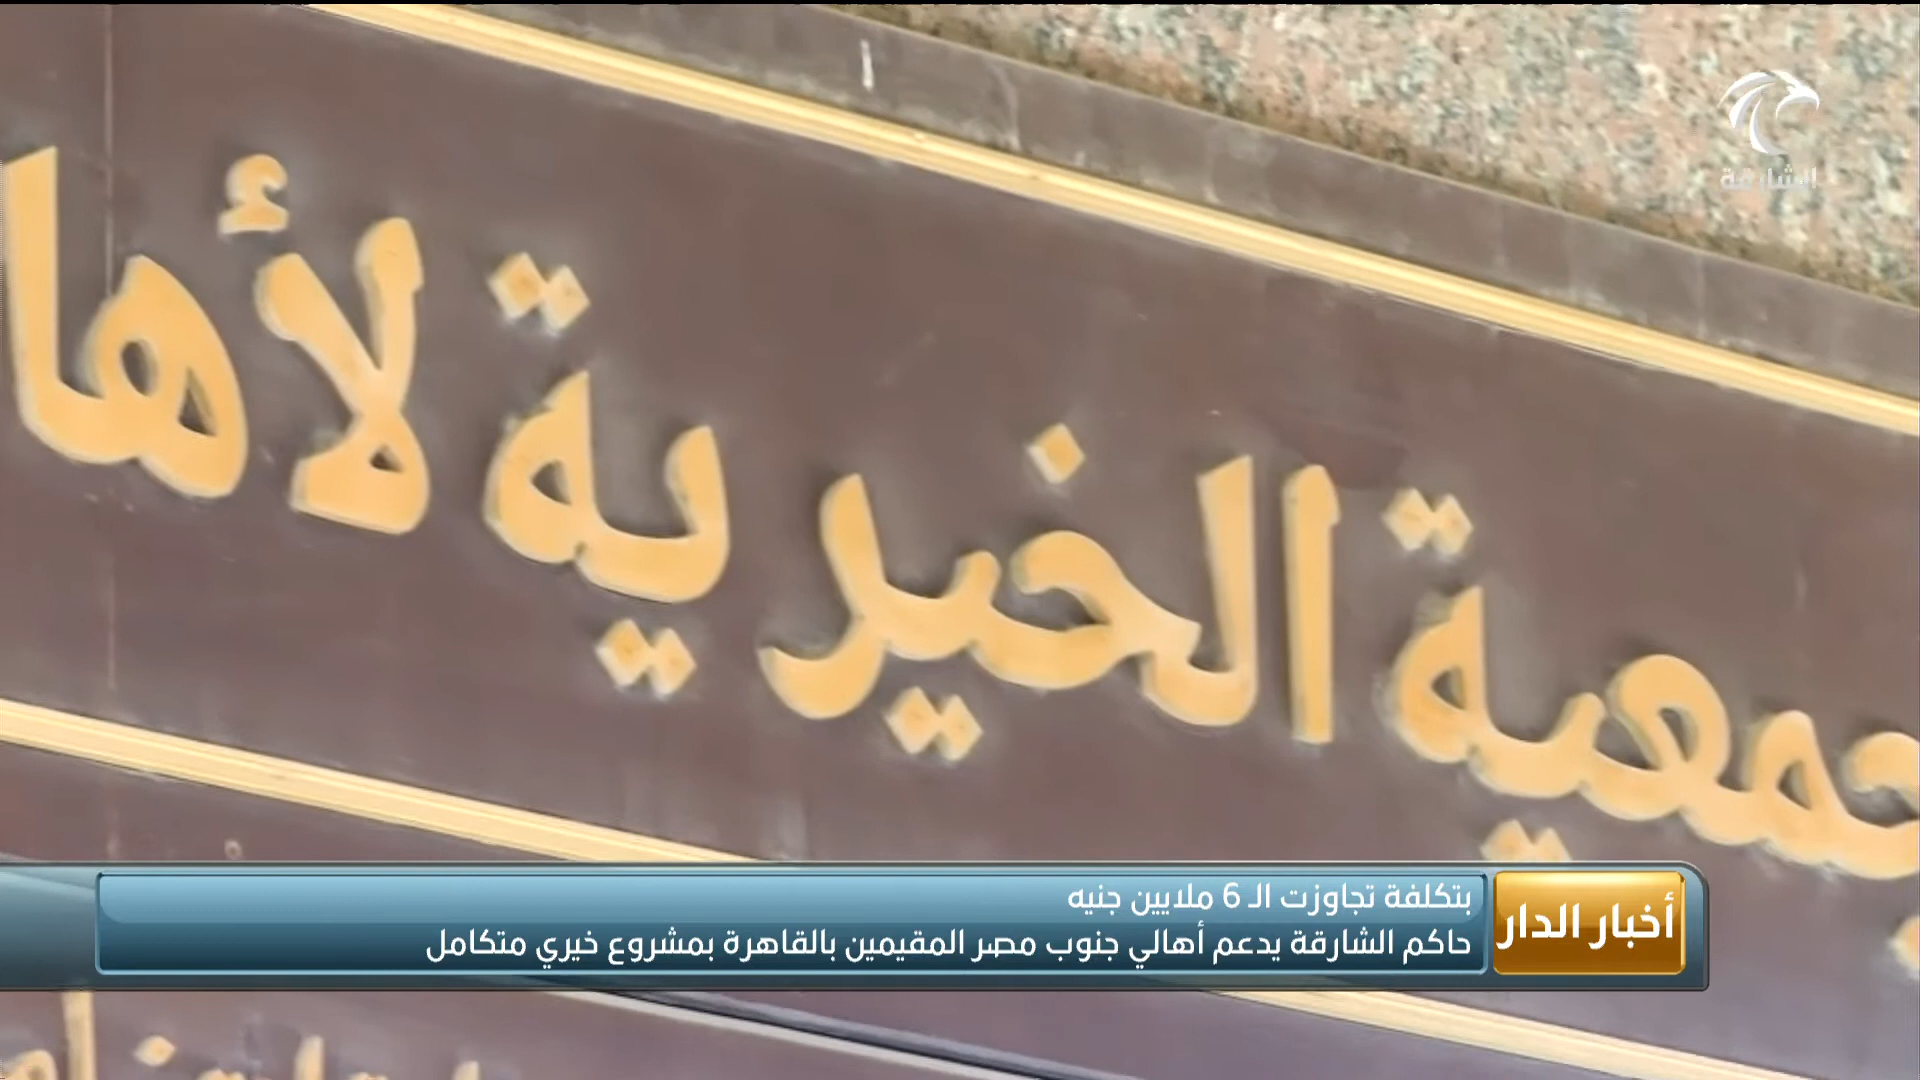 الشارقة
جمعية الخيرية لأها
أخبار الدار
بتكلفة تجاوزت الـ 6 ملايين جنيه
حاكم الشارقة يدعم أهالي جنوب مصر المقيمين بالقاهرة بمشروع خيري متكامل